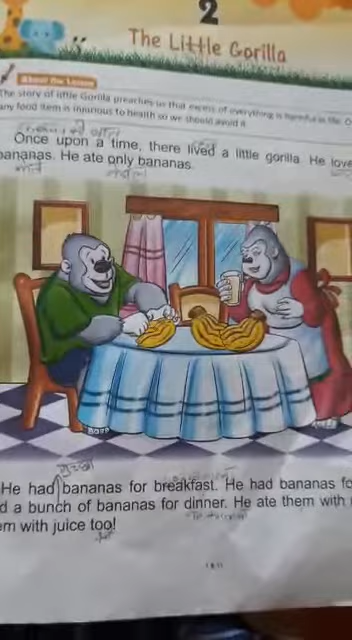 2
The Little Gorilla
About the Lesson
The story of little Gorilla preaches us that excess of everything is harmful in life. O
any food item is injurious to health so we should avoid it.
Once upon a time, there lived a little gorilla. He love
bananas. He ate only bananas.
He had bananas for breakfast. He had bananas fo
d a bunch of bananas for dinner. He ate them with
em with juice too!